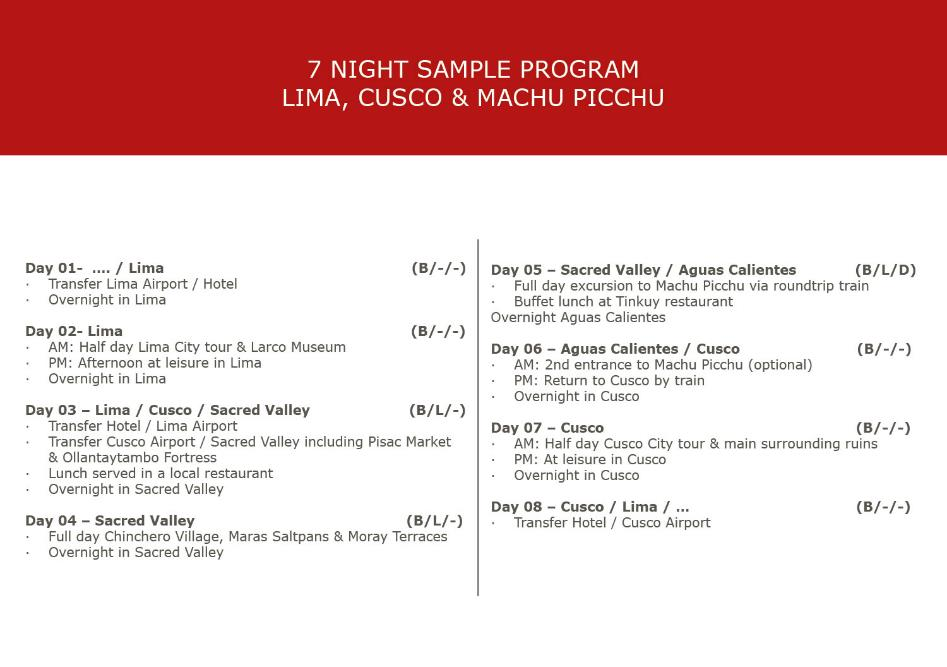 7 NIGHT SAMPLE PROGRAM
LIMA, CUSCO & MACHU PICCHU
Day 01-  .... / Lima (B/-/-)
· Transfer Lima Airport / Hotel
· Overnight in Lima
Day 02- Lima (B/-/-)
· AM: Half day Lima City tour & Larco Museum
· PM: Afternoon at leisure in Lima
· Overnight in Lima
Day 03 – Lima / Cusco / Sacred Valley (B/L/-)
· Transfer Hotel / Lima Airport
· Transfer Cusco Airport / Sacred Valley including Pisac Market
& Ollantaytambo Fortress
· Lunch served in a local restaurant
· Overnight in Sacred Valley
Day 04 – Sacred Valley (B/L/-)
· Full day Chinchero Village, Maras Saltpans & Moray Terraces
· Overnight in Sacred Valley
Day 05 – Sacred Valley / Aguas Calientes (B/L/D)
· Full day excursion to Machu Picchu via roundtrip train
· Buffet lunch at Tinkuy restaurant
Overnight Aguas Calientes
Day 06 – Aguas Calientes / Cusco (B/-/-)
· AM: 2nd entrance to Machu Picchu (optional)
· PM: Return to Cusco by train
· Overnight in Cusco
Day 07 – Cusco (B/-/-)
· AM: Half day Cusco City tour & main surrounding ruins
· PM: At leisure in Cusco
· Overnight in Cusco
Day 08 – Cusco / Lima / ... (B/-/-)
· Transfer Hotel / Cusco Airport